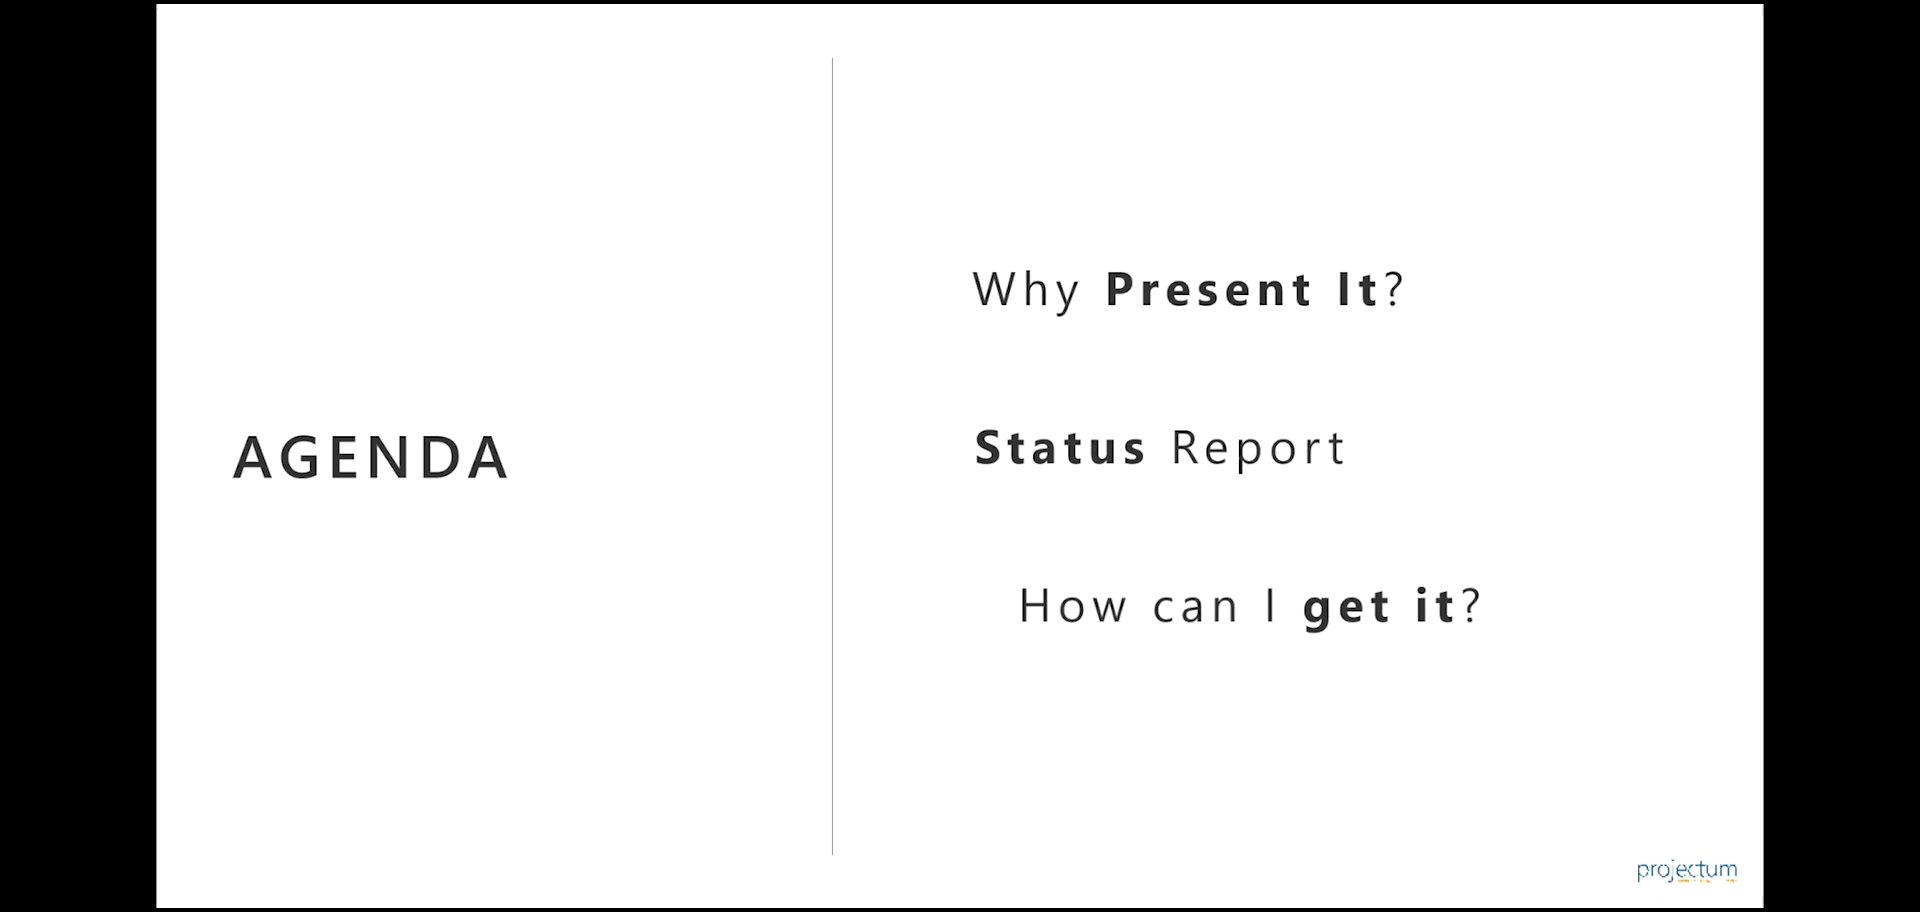 AGENDA
Why Present It?
Status Report
How can I get it?
projectum